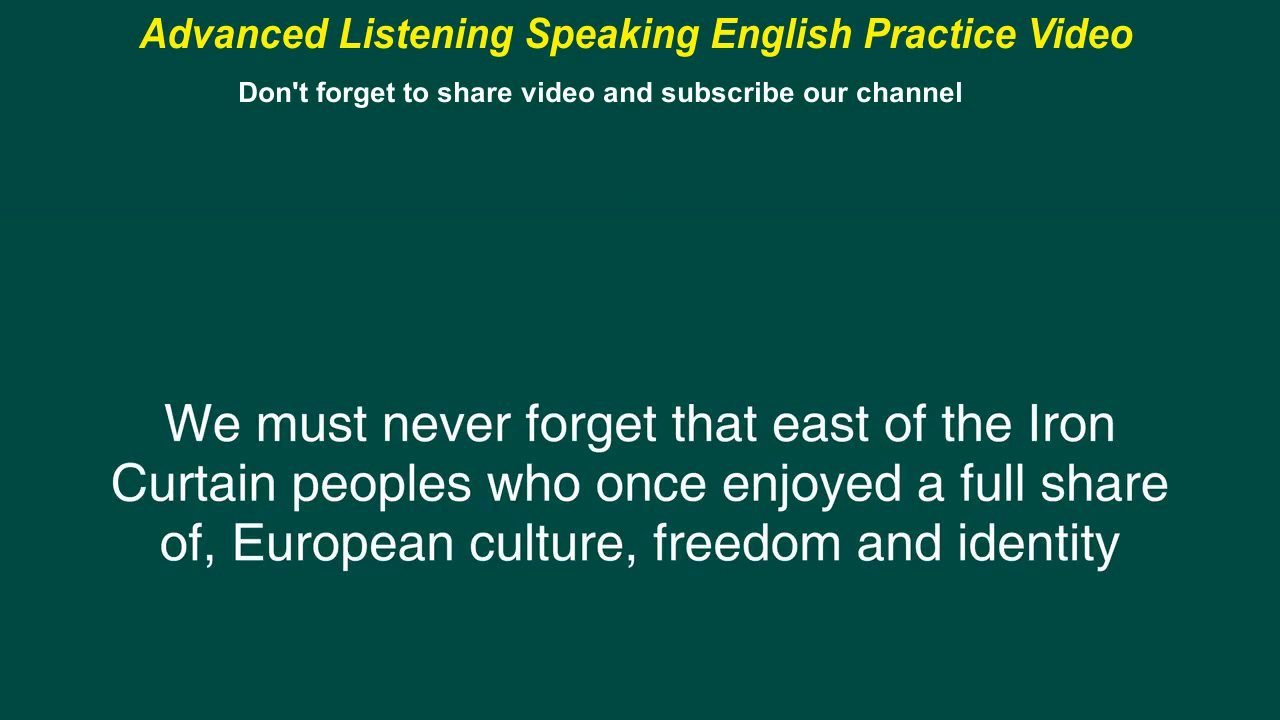 Advanced Listening Speaking English Practice Video
Don't forget to share video and subscribe our channel
We must never forget that east of the Iron
Curtain peoples who once enjoyed a full share
of, European culture, freedom and identity